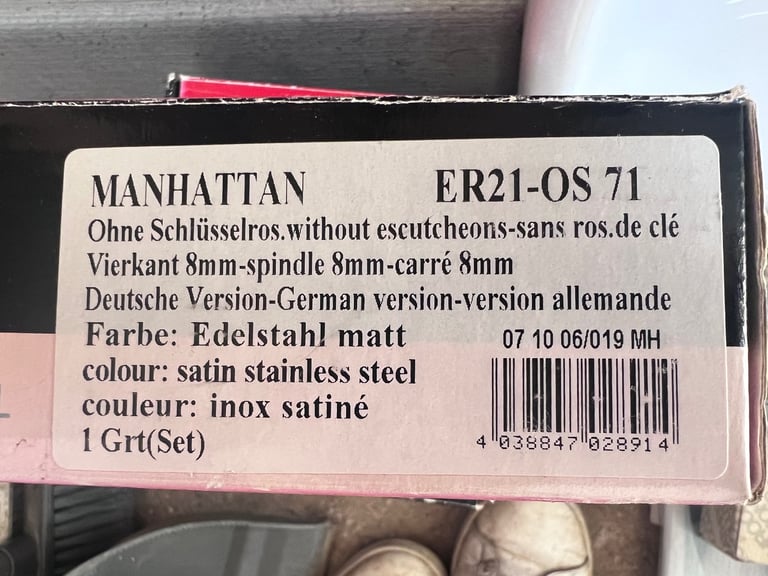 MANHATTAN ER21-OS 71
Ohne Schlüsselros.without escutcheons-sans ros.de clé
Vierkant 8mm-spindle 8mm-carré 8mm
Deutsche Version-German version-version allemande
Farbe: Edelstahl matt
07 10 06/019 MH
colour: satin stainless steel
couleur: inox satiné
1 Grt(Set)
4 038847 028914